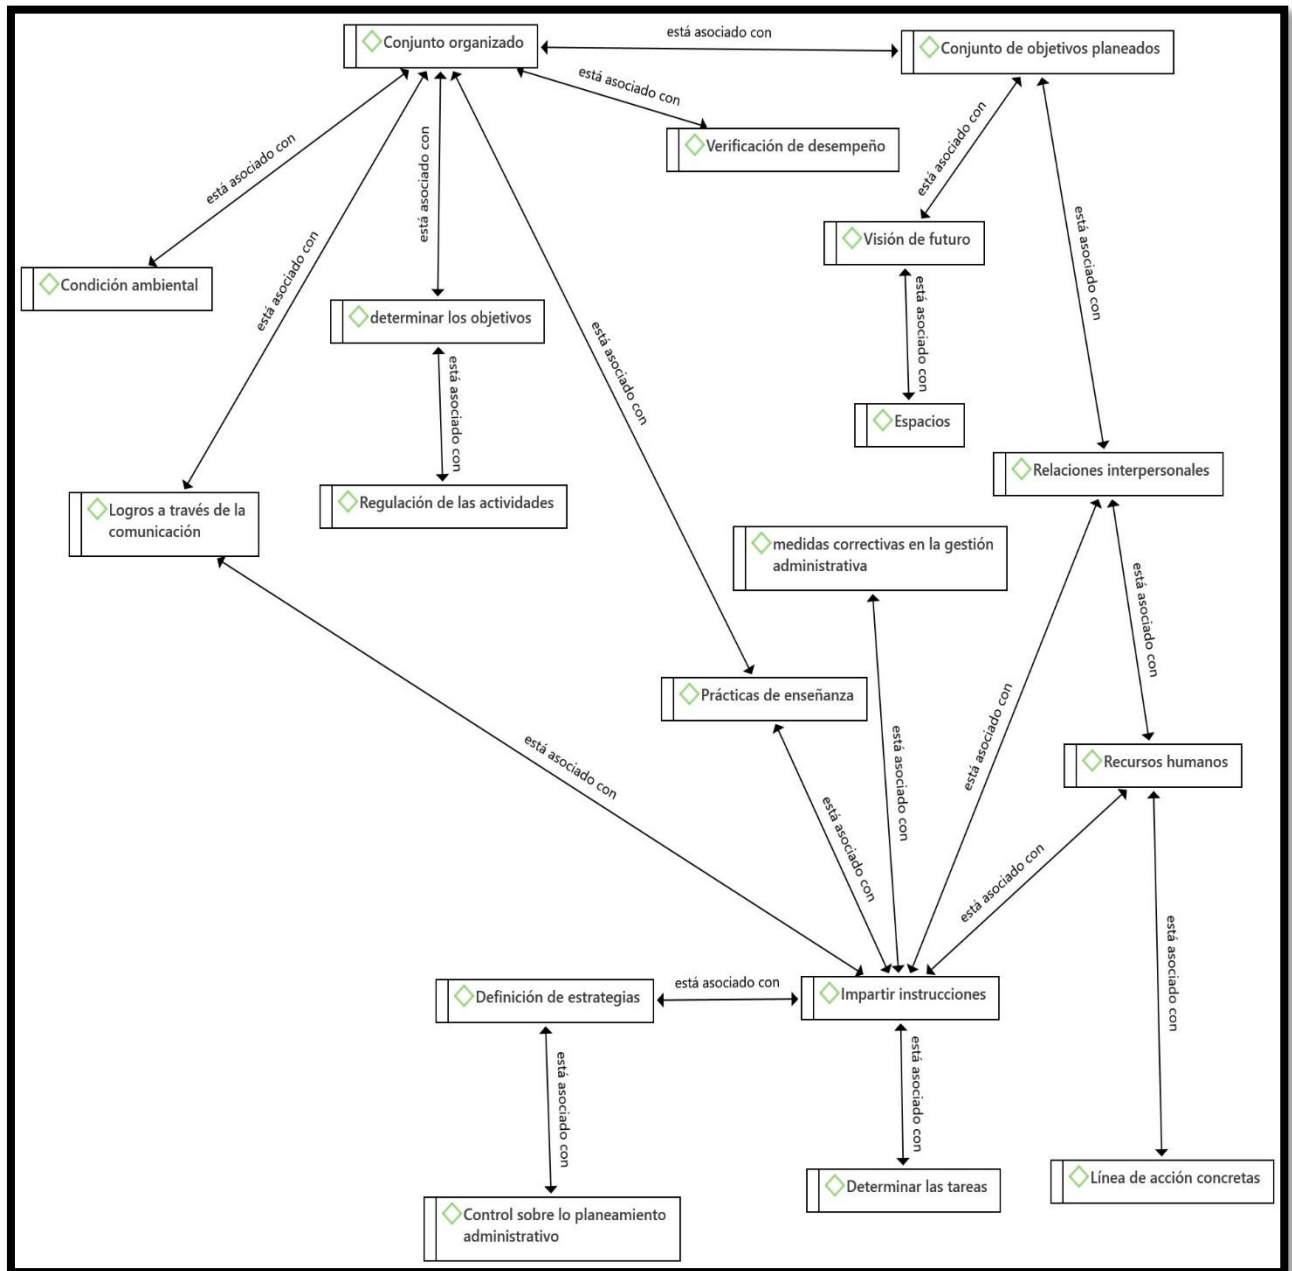 está asociado con
Conjunto organizado
Conjunto de objetivos planeados
está asociado con
Verificación de desempeño
está asociado con
está asociado con
está asociado con
está asociado con
está asociado con
Visión de futuro
está asociado con
Condición ambiental
determinar los objetivos
está asociado con
está asociado con
está asociado con
Espacios
Relaciones interpersonales
Logros a través de la
comunicación
Regulación de las actividades
medidas correctivas en la gestión
administrativa
está asociado con
Prácticas de enseñanza
está asociado con
está asociado con
está asociado con
Recursos humanos
está asociado con
está asociado con
está asociado con
Definición de estrategias
está asociado con
Impartir instrucciones
está asociado con
está asociado con
está asociado con
Control sobre lo planeamiento
administrativo
Determinar las tareas
Línea de acción concretas